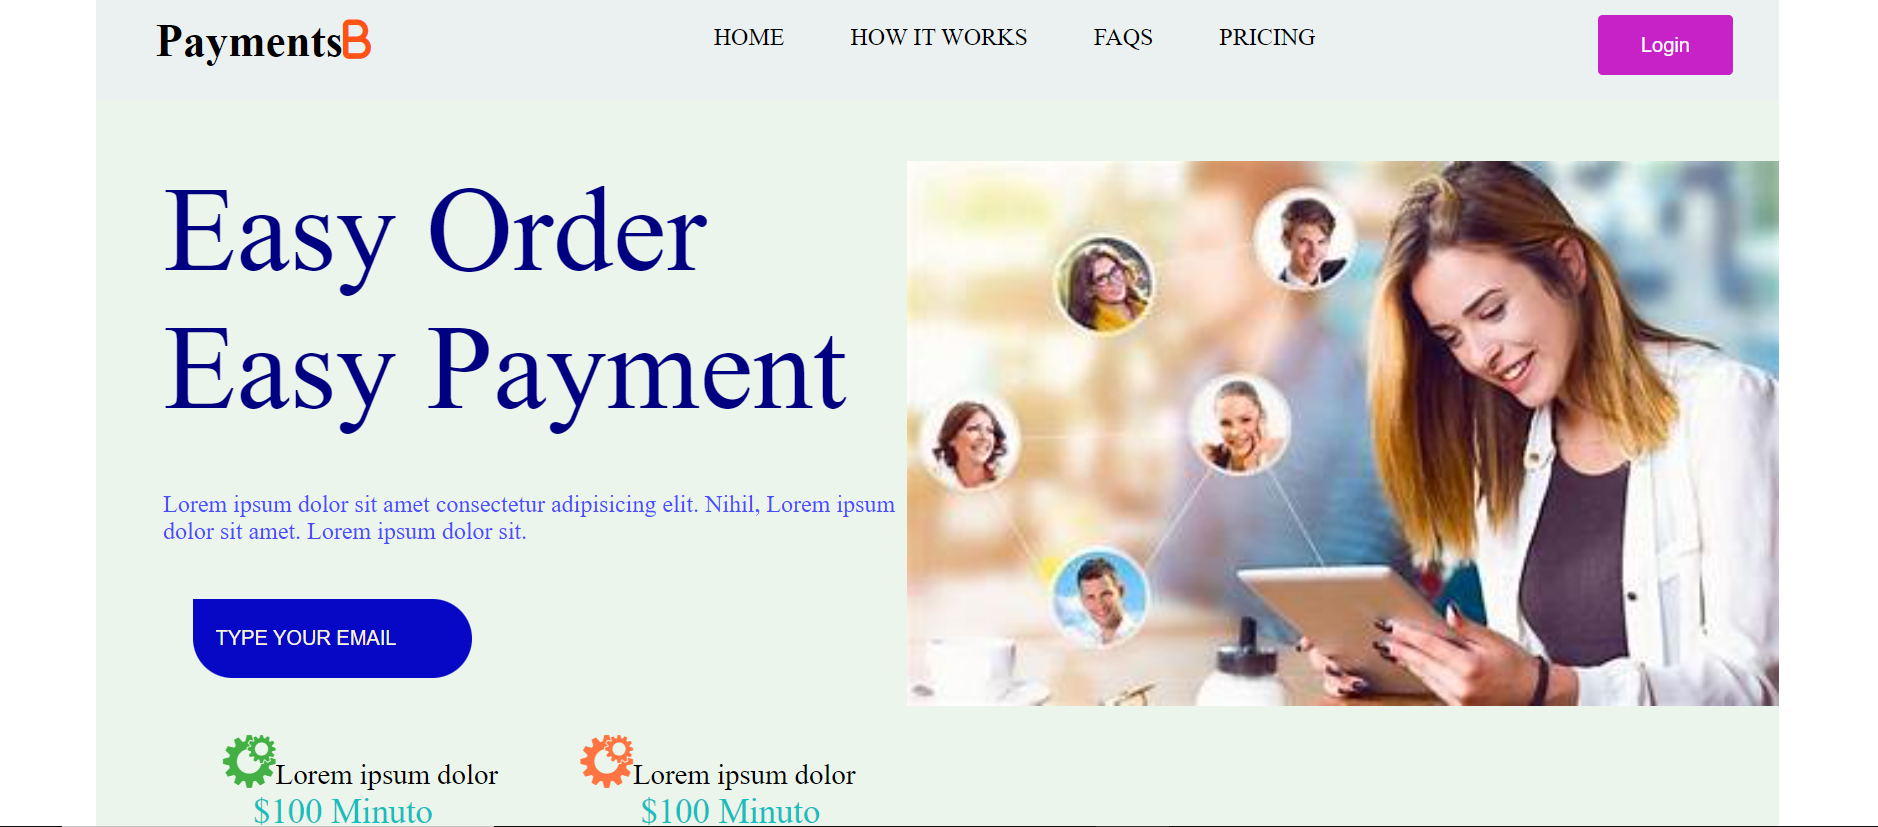 PaymentsB
HOME HOW IT WORKS FAQS PRICING
Login
Easy Order
Easy Payment
Lorem ipsum dolor sit amet consectetur adipisicing elit. Nihil, Lorem ipsum
dolor sit amet. Lorem ipsum dolor sit.
TYPE YOUR EMAIL
Lorem ipsum dolor
$100 Minuto
Lorem ipsum dolor
$100 Minuto